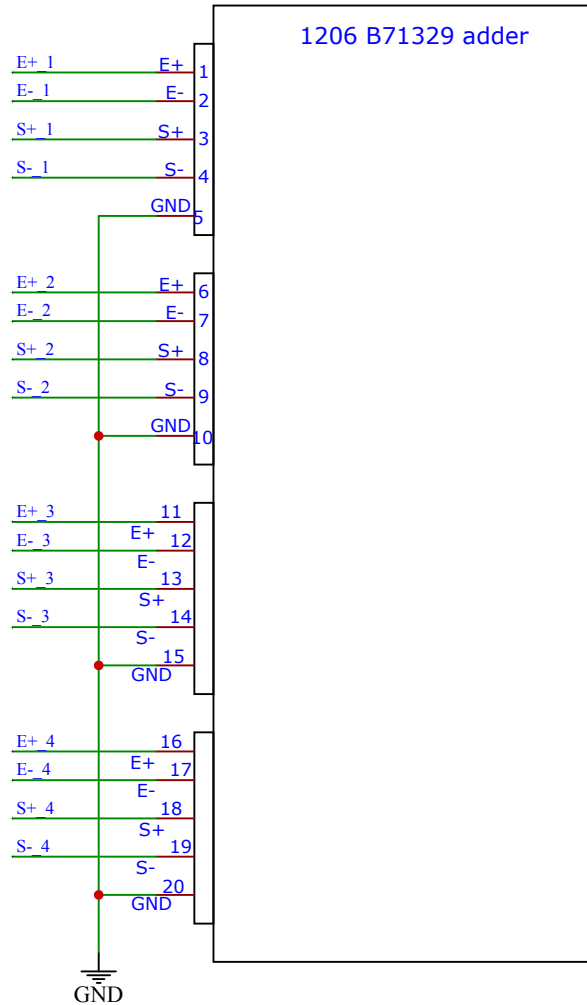 1206 B71329 adder
E+_1 E+ 1
E-_1 E- 2
S+_1 S+ 3
S-_1 S- 4
GND 5
E+_2 E+ 6
E-_2 E- 7
S+_2 S+ 8
S-_2 S- 9
GND 10
E+_3 11
E+
E-_3 12
E-
S+_3 13
S+
S-_3 14
S-
15
GND
E+_4 16
E+
E-_4 17
E-
S+_4 18
S+
S-_4 19
S-
20
GND
GND